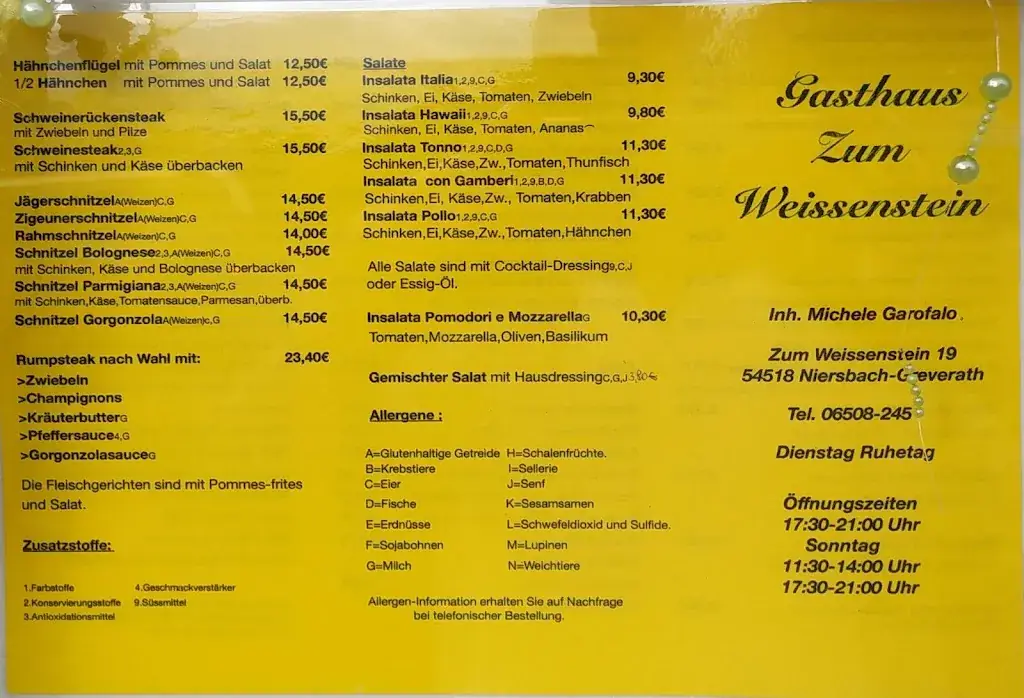 Hähnchenflügel mit Pommes und Salat 12,50€
1/2 Hähnchen mit Pommes und Salat 12,50€
Schweinerückensteak 15,50€
mit Zwiebeln und Pilze
Schweinesteak2,3,G 15,50€
mit Schinken und Käse überbacken
JägerschnitzelA(Weizen)C,G 14,50€
ZigeunerschnitzelA(Weizen)C,G 14,50€
RahmschnitzelA(Weizen)C,G 14,00€
Schnitzel Bolognese2,3,A(Weizen)C,G 14,50€
mit Schinken, Käse und Bolognese überbacken
Schnitzel Parmigiana2,3,A(Weizen)C,G 14,50€
mit Schinken,Käse,Tomatensauce,Parmesan,überb.
Schnitzel GorgonzolaA(Weizen)c,G 14,50€
Rumpsteak nach Wahl mit: 23,40€
>Zwiebeln
>Champignons
>KräuterbutterG
>Pfeffersauce4,G
>GorgonzolasauceG
Die Fleischgerichten sind mit Pommes-frites
und Salat.
Zusatzstoffe:
1.Farbstoffe 4.Geschmackverstärker
2.Konservierungsstoffe 9.Süssmittel
3.Antioxidationsmittel
Salate
Insalata Italia1,2,9,C,G 9,30€
Schinken, Ei, Käse, Tomaten, Zwiebeln
Insalata Hawaii1,2,9,C,G 9,80€
Schinken, Ei, Käse, Tomaten, Ananas
Insalata Tonno1,2,9,C,D,G 11,30€
Schinken,Ei,Käse,Zw.,Tomaten,Thunfisch
Insalata con Gamberi1,2,9,B,D,G 11,30€
Schinken,Ei, Käse,Zw., Tomaten,Krabben
Insalata Pollo1,2,9,C,G 11,30€
Schinken,Ei,Käse,Zw.,Tomaten,Hähnchen
Alle Salate sind mit Cocktail-Dressing9,C,J
oder Essig-Öl.
Insalata Pomodori e MozzarellaG 10,30€
Tomaten,Mozzarella,Oliven,Basilikum
Gemischter Salat mit HausdressingC,G,J 3,80€
Allergene :
A=Glutenhaltige Getreide H=Schalenfrüchte.
B=Krebstiere I=Sellerie
C=Eier J=Senf
D=Fische K=Sesamsamen
E=Erdnüsse L=Schwefeldioxid und Sulfide.
F=Sojabohnen M=Lupinen
G=Milch N=Weichtiere
Allergen-Information erhalten Sie auf Nachfrage
bei telefonischer Bestellung.
Gasthaus
Zum
Weissenstein
Inh. Michele Garofalo.
Zum Weissenstein 19
54518 Niersbach-Greverath
Tel. 06508-245
Dienstag Ruhetag
Öffnungszeiten
17:30-21:00 Uhr
Sonntag
11:30-14:00 Uhr
17:30-21:00 Uhr